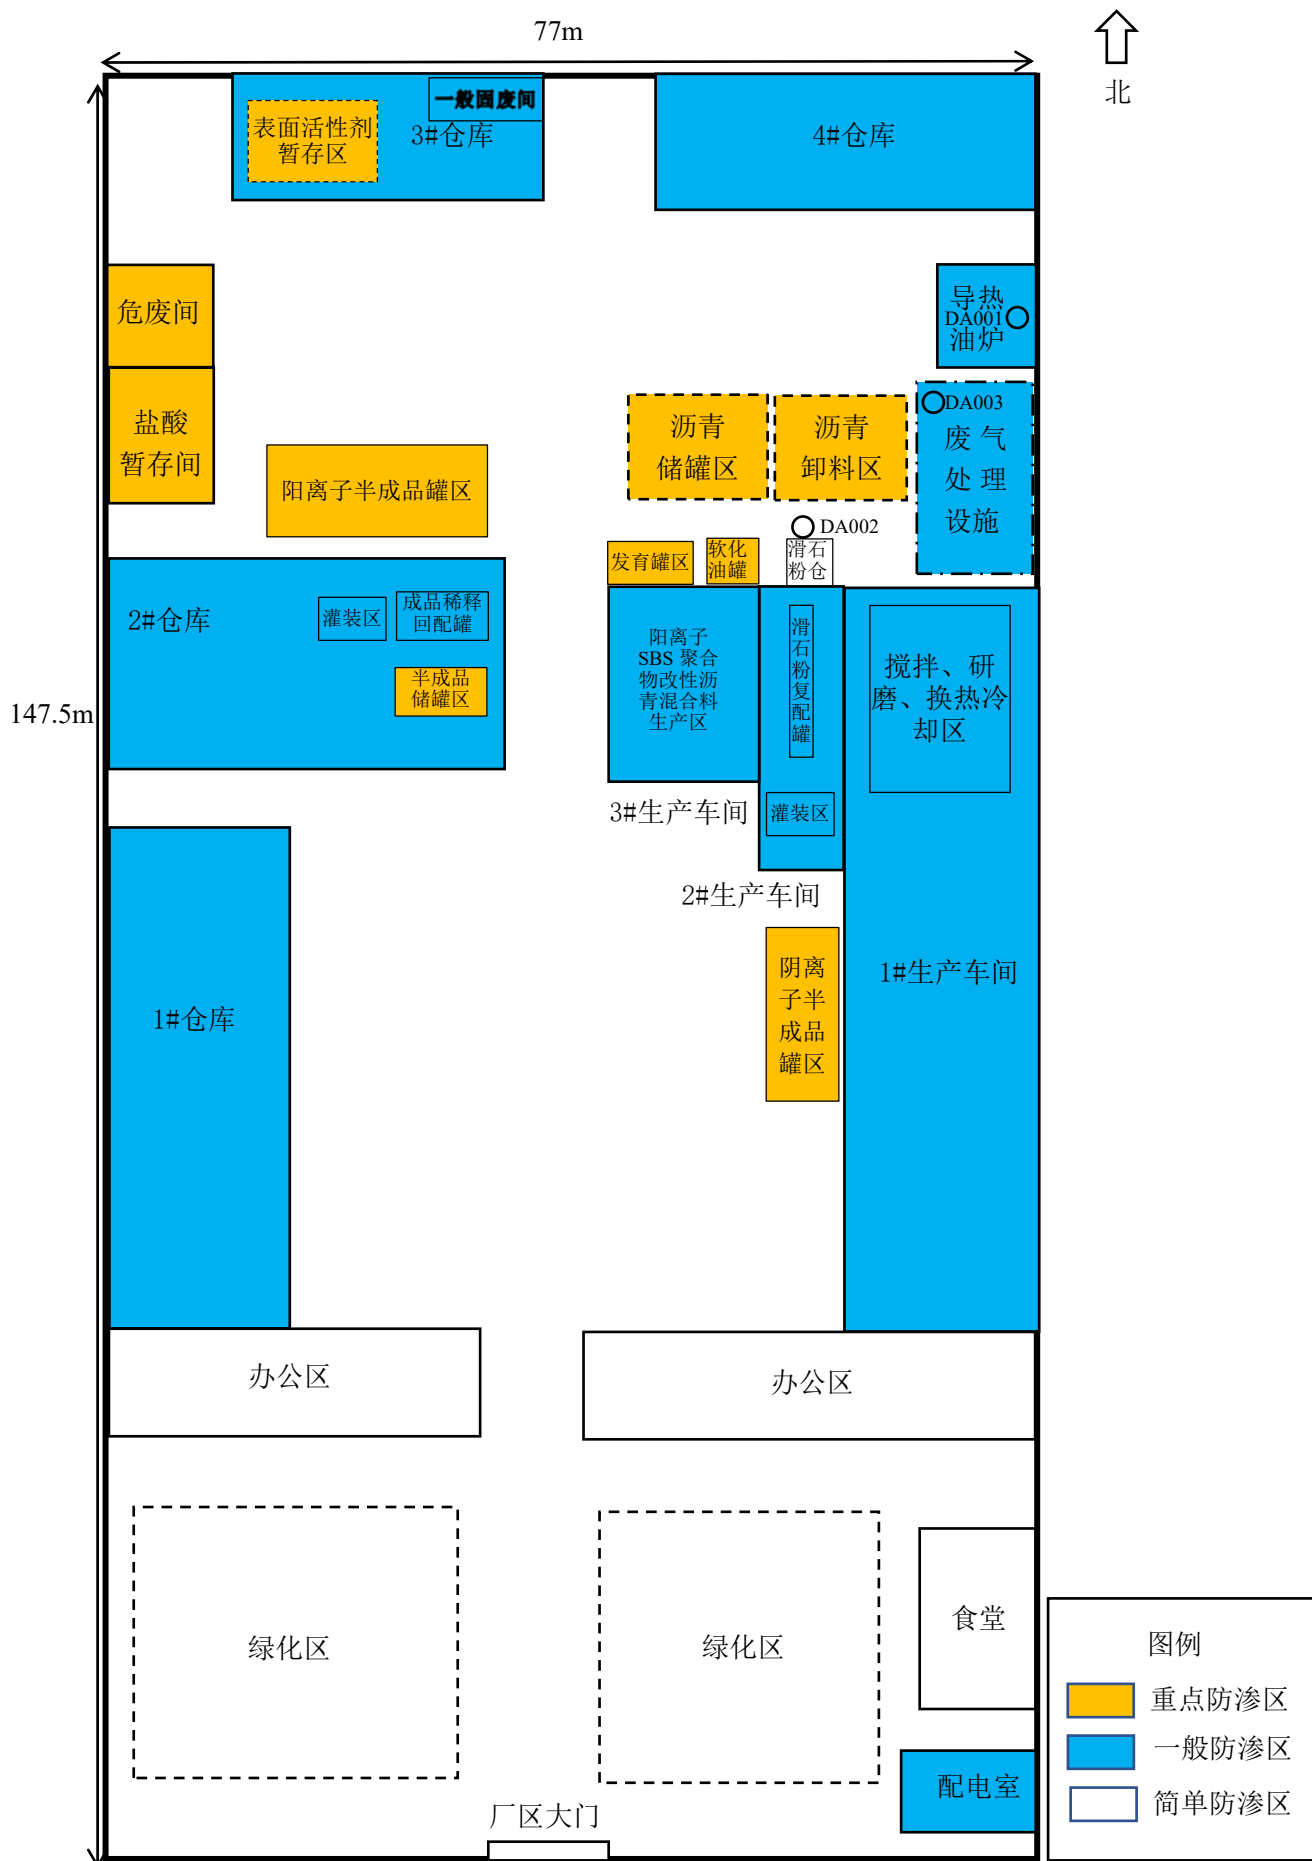 77m
北
一般固废间
表面活性剂
暂存区
3#仓库
4#仓库
危废间
导热
DA001
油炉
盐酸
暂存间
阳离子半成品罐区
沥青
储罐区
沥青
卸料区
DA003
废气
处理
设施
DA002
发育罐区
软化
油罐
滑石
粉仓
2#仓库
灌装区
成品稀释
回配罐
半成品
储罐区
阳离子
SBS 聚合
物改性沥
青混合料
生产区
滑
石
粉
复
配
罐
搅拌、研
磨、换热冷
却区
147.5m
3#生产车间
灌装区
2#生产车间
阴离
子半
成品
罐区
1#生产车间
1#仓库
办公区
办公区
绿化区
绿化区
食堂
配电室
厂区大门
图例
重点防渗区
一般防渗区
简单防渗区